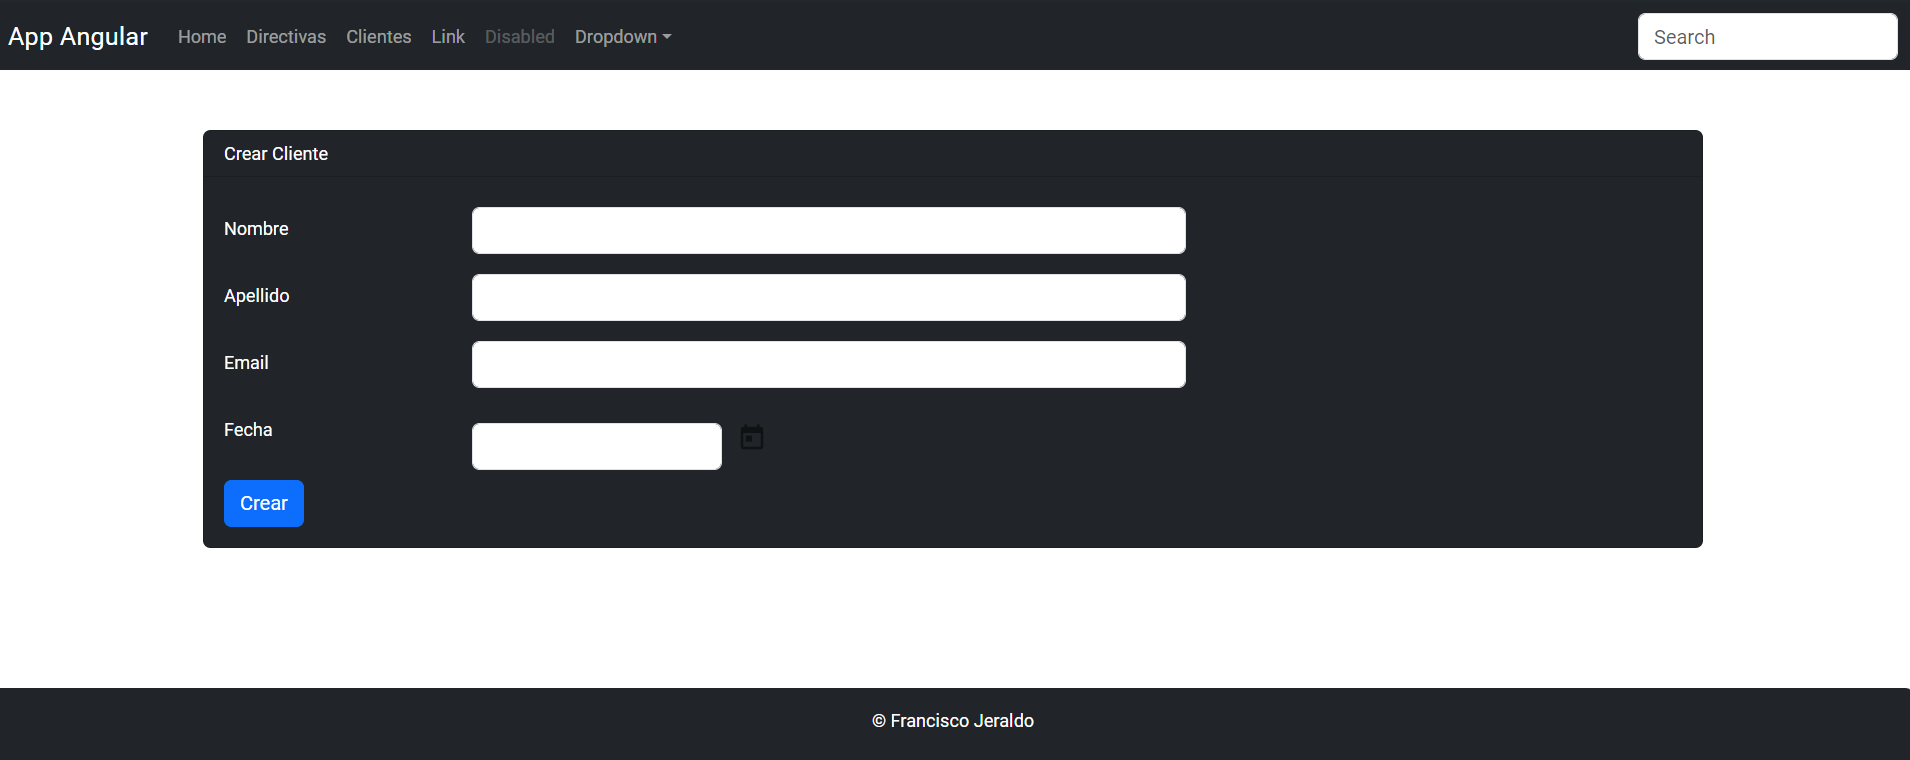 App Angular Home Directivas Clientes Link Disabled Dropdown Search
Crear Cliente
Nombre
Apellido
Email
Fecha
Crear
© Francisco Jeraldo